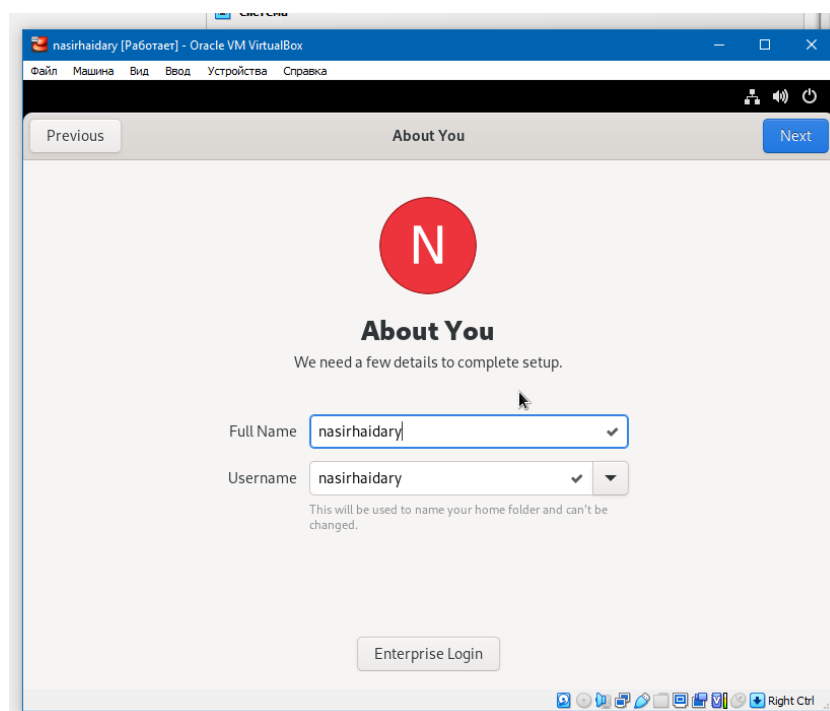 Система
nasirhaidary [Работает] - Oracle VM VirtualBox
Файл Машина Вид Ввод Устройства Справка
Previous About You Next
N
About You
We need a few details to complete setup.
Full Name nasirhaidary
Username nasirhaidary
This will be used to name your home folder and can't be
changed.
Enterprise Login
Right Ctrl